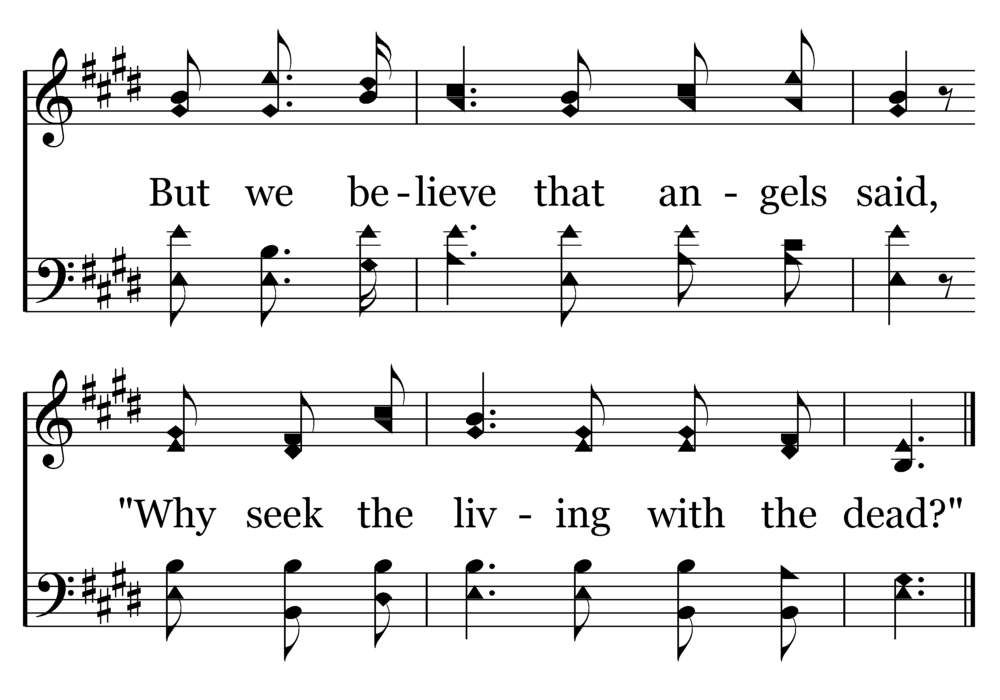 But we be - lieve that an - gels said,
"Why seek the liv - ing with the dead?"